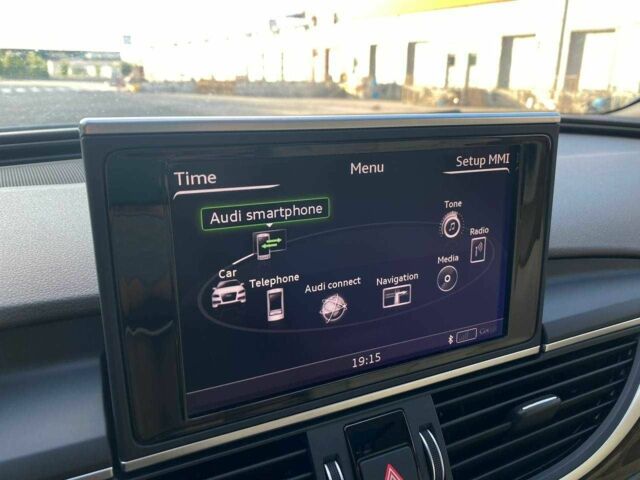 Time
Menu
Setup MMI
Audi smartphone
Tone
Radio
Car
Telephone
Audi connect
Navigation
Media
19:15